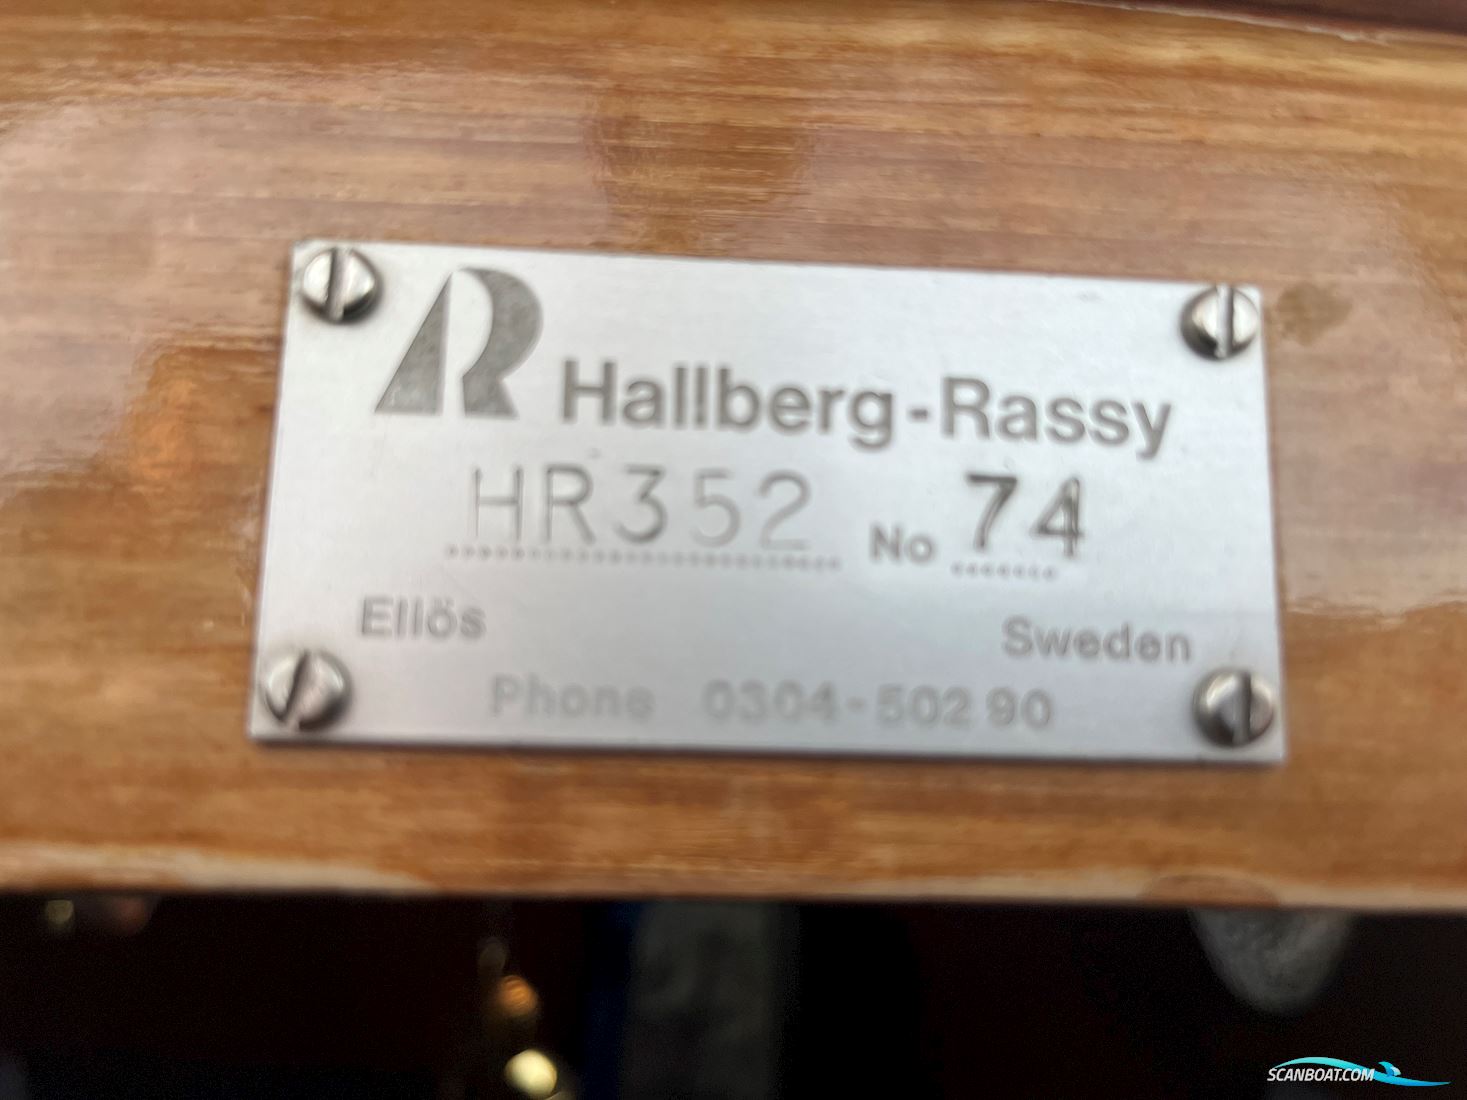 R Hallberg-Rassy
HR352 No 74
Ellös Sweden
Phone 0304-502 90
SCANBOAT.COM